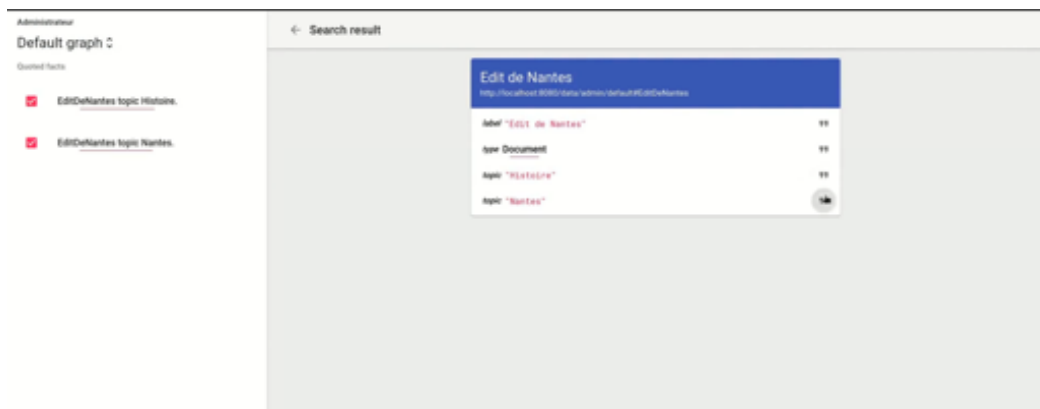 Administrateur
Default graph
Quoted facts
EditDeNantes topic Histoire.
EditDeNantes topic Nantes.
← Search result
Edit de Nantes
http://localhost:8080/data/admin/default#EditDeNantes
label "Edit de Nantes"
type Document
topic "Histoire"
topic "Nantes"